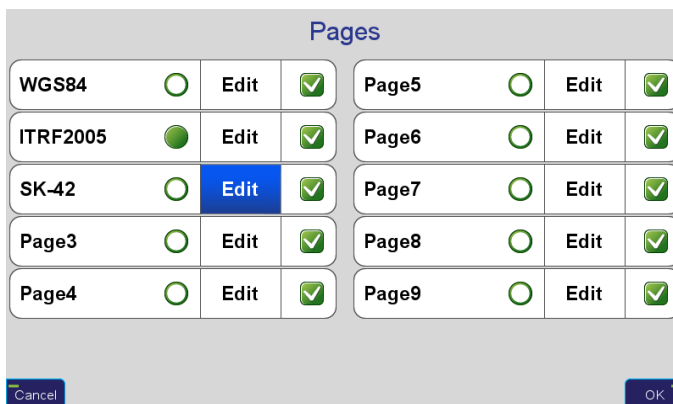 Pages
WGS84 Edit
ITRF2005 Edit
SK-42 Edit
Page3 Edit
Page4 Edit
Page5 Edit
Page6 Edit
Page7 Edit
Page8 Edit
Page9 Edit
Cancel
OK